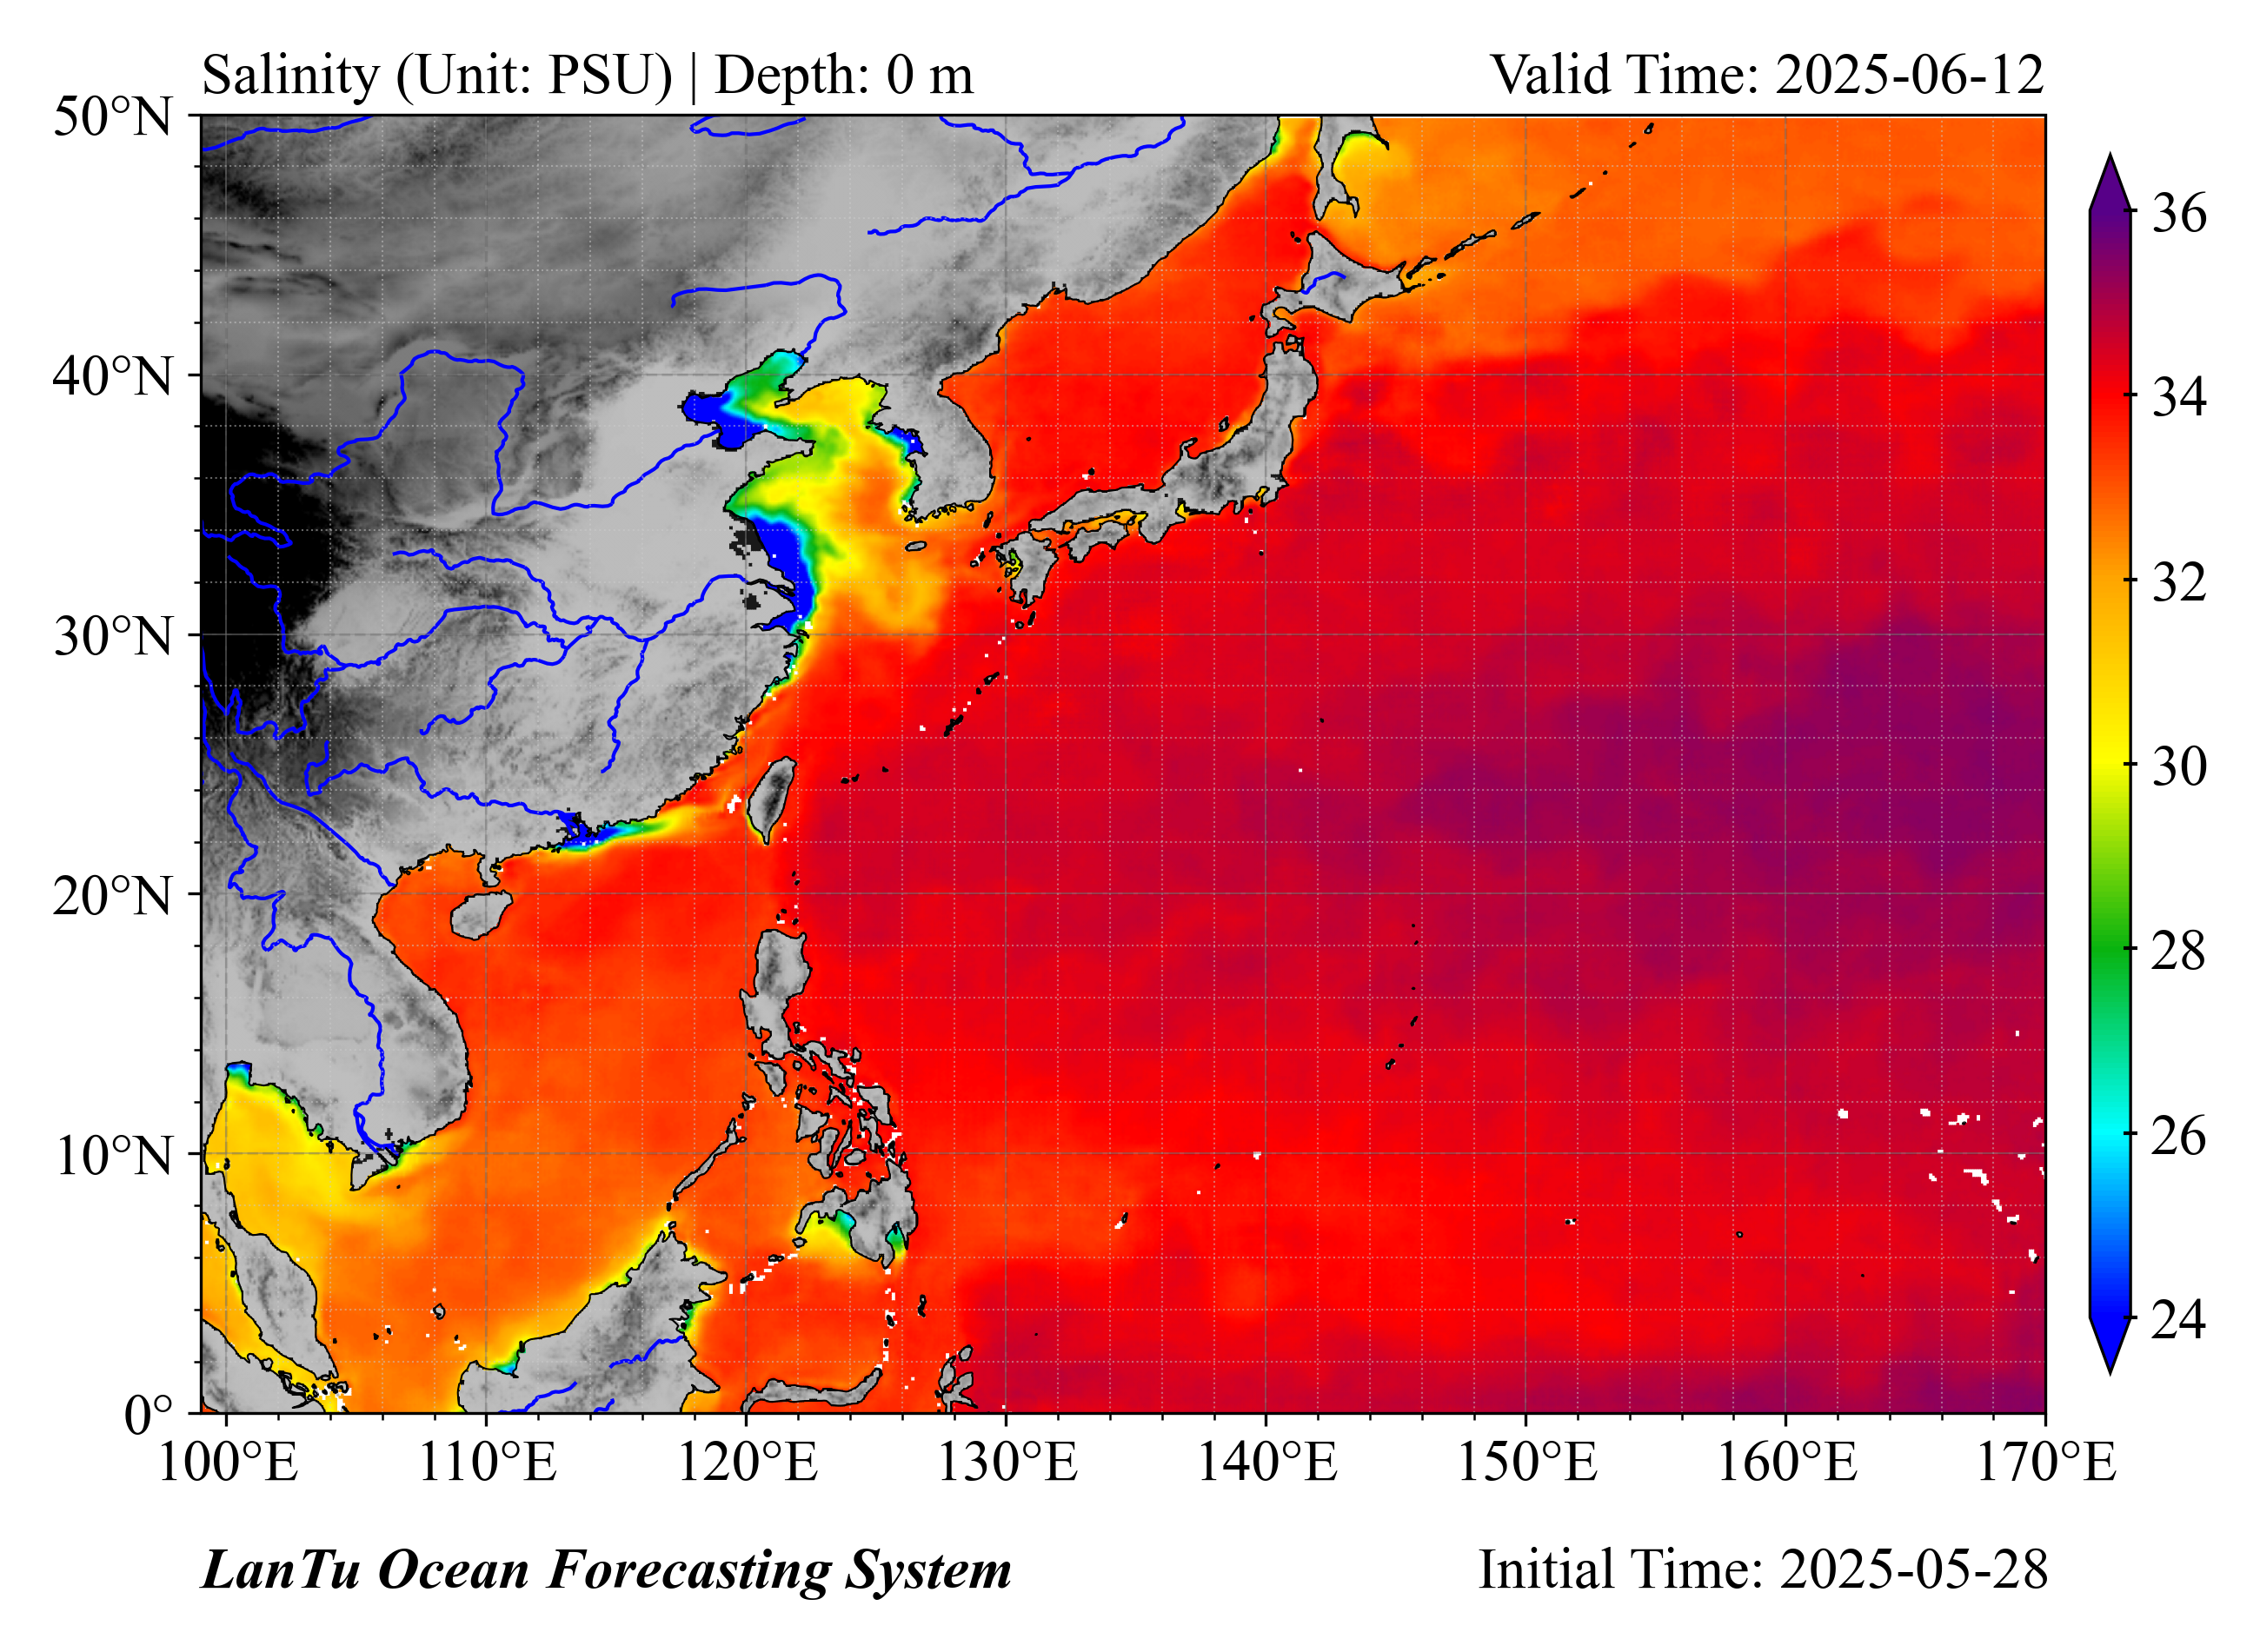 Salinity (Unit: PSU) | Depth: 0 m
Valid Time: 2025-06-12
50°N
40°N
30°N
20°N
10°N
0°
100°E
110°E
120°E
130°E
140°E
150°E
160°E
170°E
36
34
32
30
28
26
24
LanTu Ocean Forecasting System
Initial Time: 2025-05-28